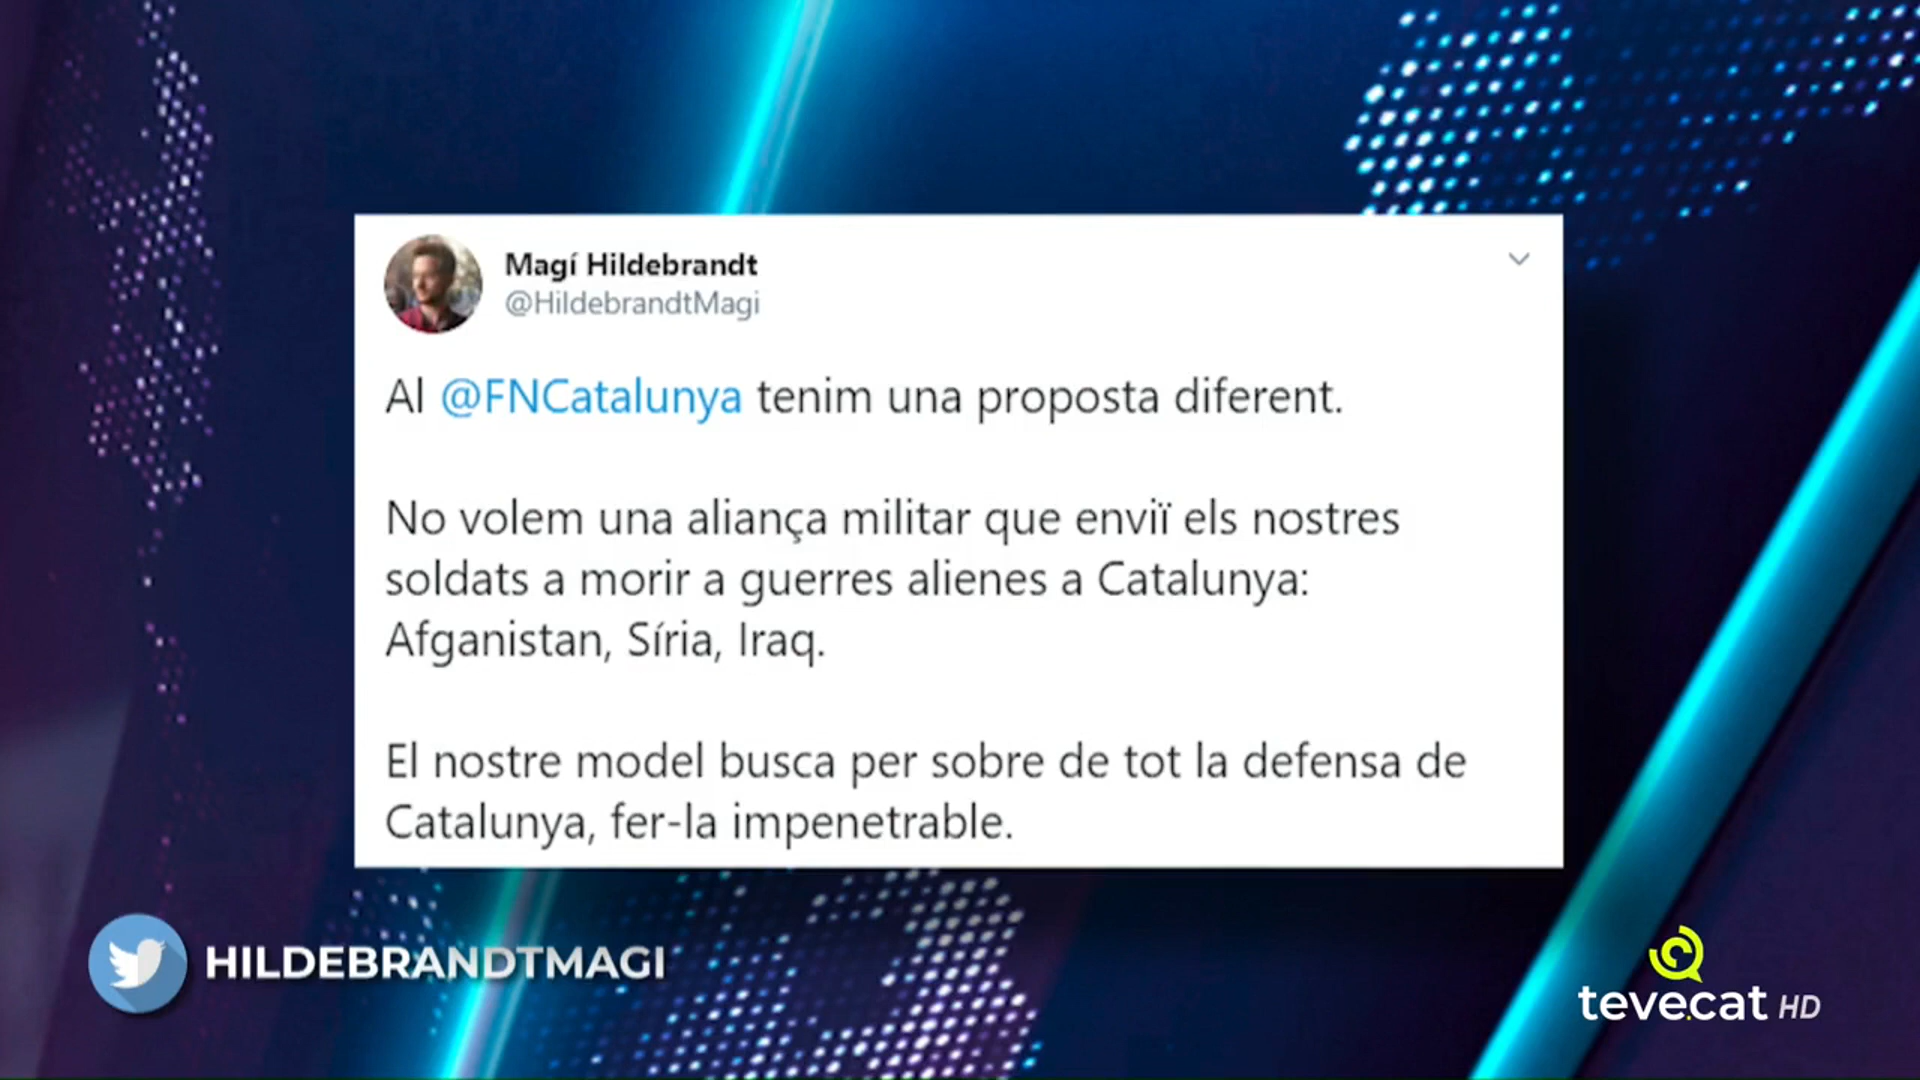 Magí Hildebrandt
@HildebrandtMagi
Al @FNCatalunya tenim una proposta diferent.
No volem una aliança militar que enviï els nostres
soldats a morir a guerres alienes a Catalunya:
Afganistan, Síria, Iraq.
El nostre model busca per sobre de tot la defensa de
Catalunya, fer-la impenetrable.
HILDEBRANDTMAGI
teve.cat HD